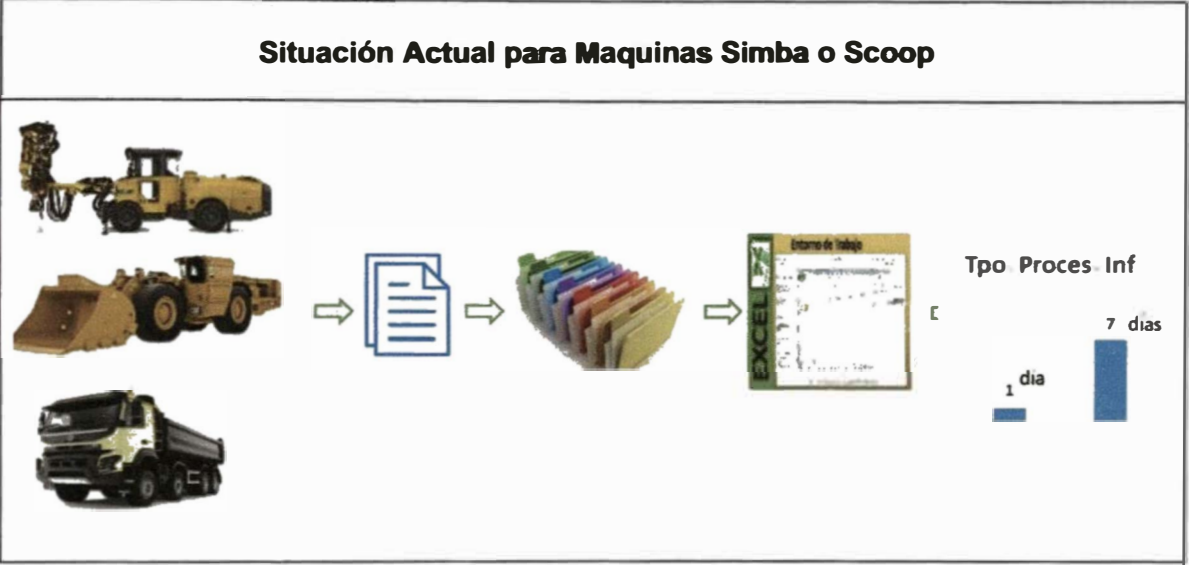 Situación Actual para Maquinas Simba o Scoop
Entorno de Trabajo
EXCEL
Tpo Proces Inf
7 dias
1 dia